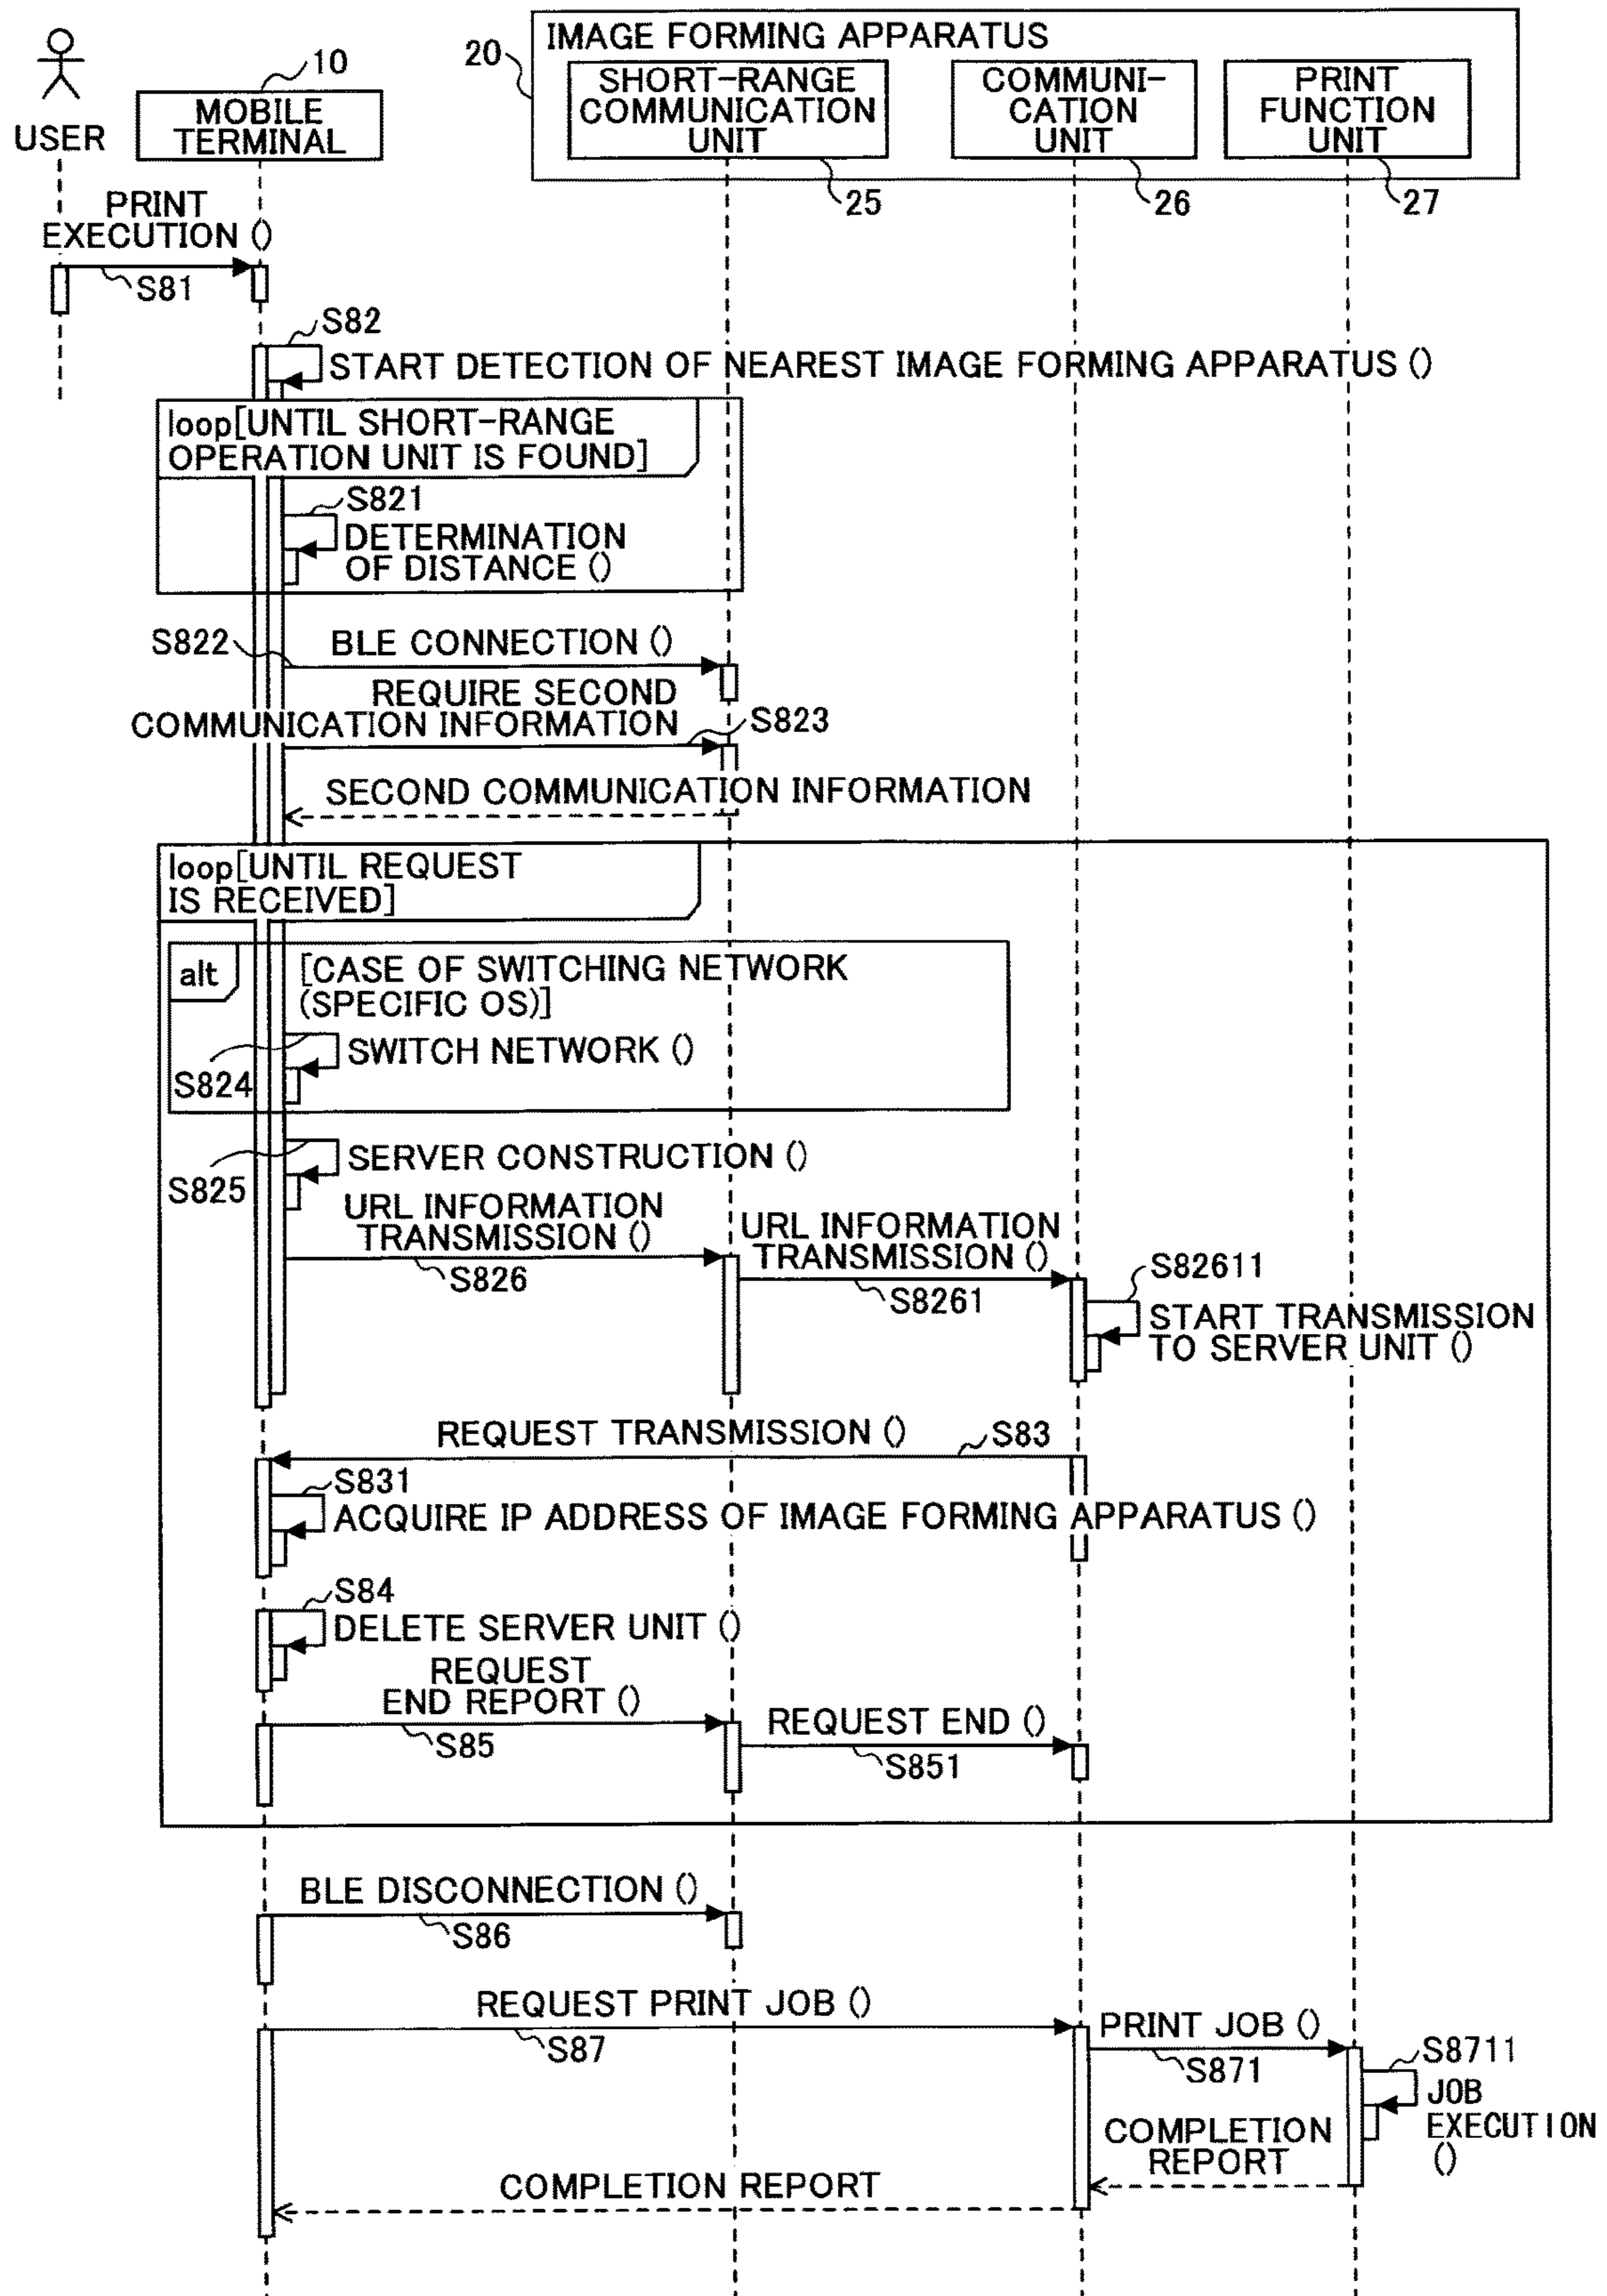 IMAGE FORMING APPARATUS
20
10
USER
MOBILE
TERMINAL
SHORT-RANGE
COMMUNICATION
UNIT
COMMUNI-
CATION
UNIT
PRINT
FUNCTION
UNIT
25
26
27
PRINT
EXECUTION ()
S81
S82
START DETECTION OF NEAREST IMAGE FORMING APPARATUS ()
loop[UNTIL SHORT-RANGE
OPERATION UNIT IS FOUND]
S821
DETERMINATION
OF DISTANCE ()
S822
BLE CONNECTION ()
REQUIRE SECOND
COMMUNICATION INFORMATION
S823
SECOND COMMUNICATION INFORMATION
loop[UNTIL REQUEST
IS RECEIVED]
alt
[CASE OF SWITCHING NETWORK
(SPECIFIC OS)]
SWITCH NETWORK ()
S824
SERVER CONSTRUCTION ()
S825
URL INFORMATION
TRANSMISSION ()
S826
URL INFORMATION
TRANSMISSION ()
S8261
S82611
START TRANSMISSION
TO SERVER UNIT ()
REQUEST TRANSMISSION ()
S83
S831
ACQUIRE IP ADDRESS OF IMAGE FORMING APPARATUS ()
S84
DELETE SERVER UNIT ()
REQUEST
END REPORT ()
S85
REQUEST END ()
S851
BLE DISCONNECTION ()
S86
REQUEST PRINT JOB ()
S87
PRINT JOB ()
S871
S8711
JOB
EXECUTION
()
COMPLETION
REPORT
COMPLETION REPORT